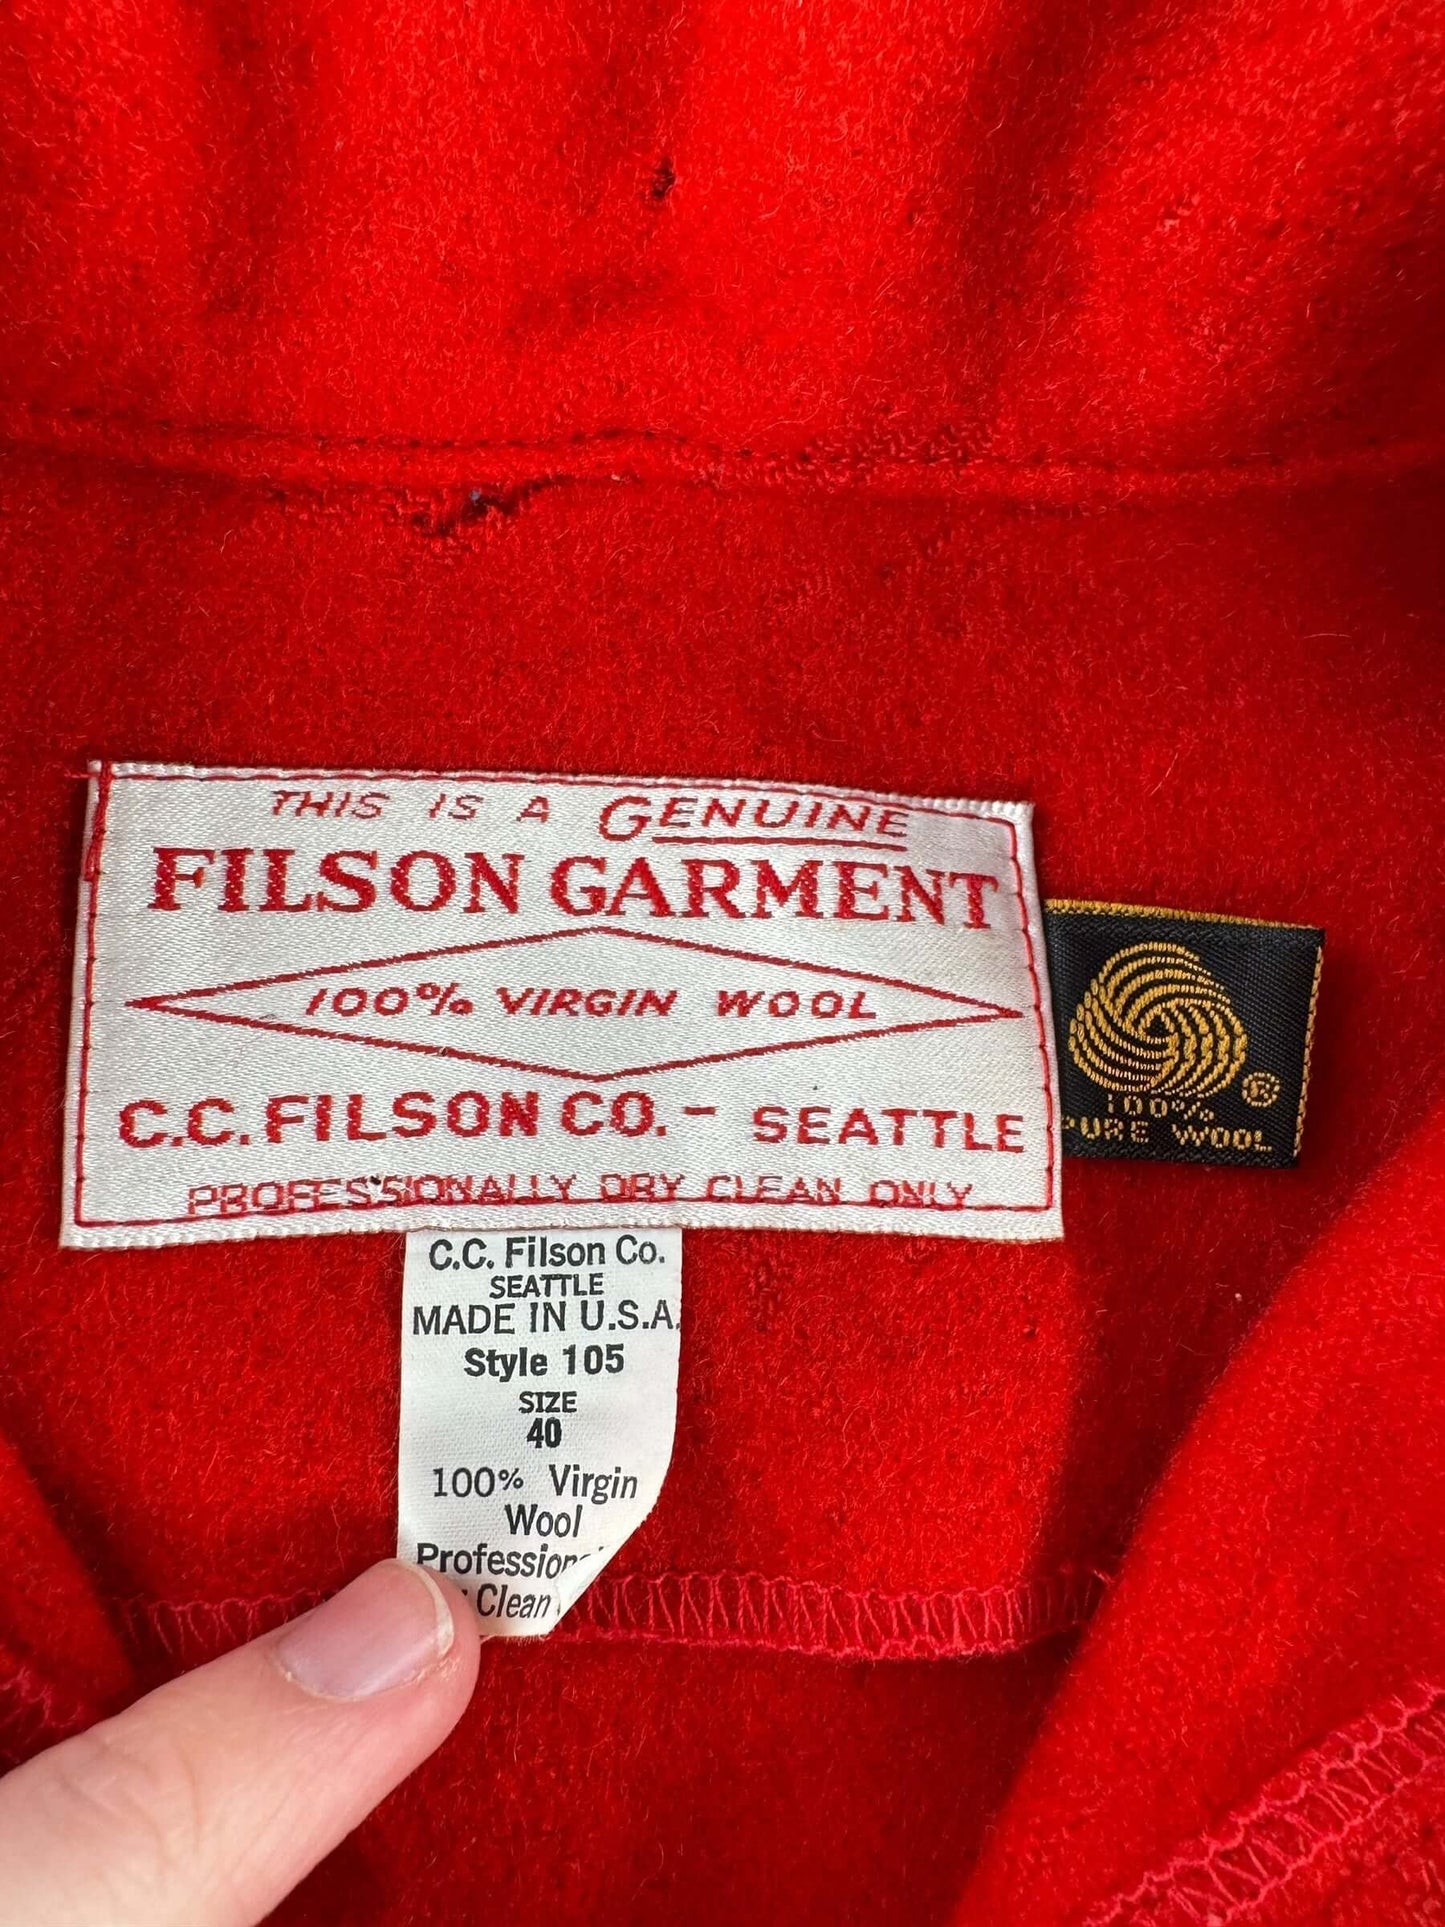 THIS IS A GENUINE
FILSON GARMENT
100% VIRGIN WOOL
C.C. FILSON CO. - SEATTLE
PROFESSIONALLY DRY CLEAN ONLY
®
100%
PURE WOOL
C.C. Filson Co.
SEATTLE
MADE IN U.S.A.
Style 105
SIZE
40
100% Virgin
Wool
Clean